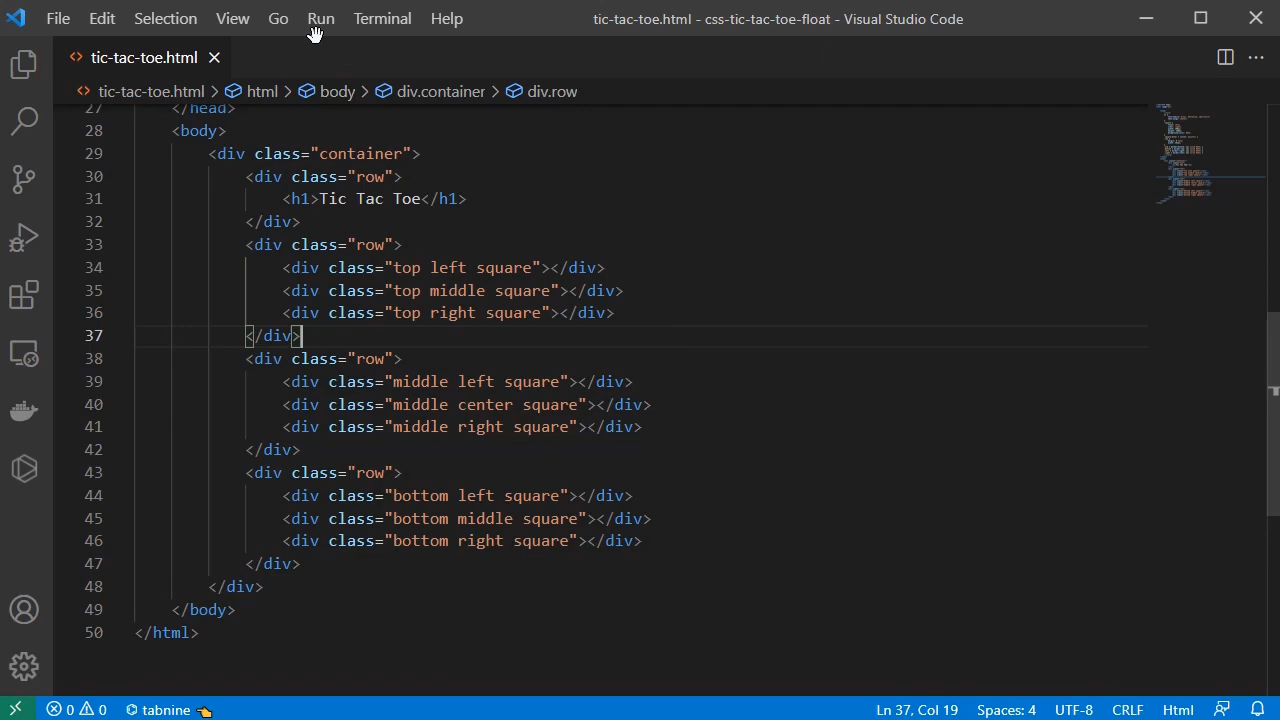 File Edit Selection View Go Run Terminal Help tic-tac-toe.html - css-tic-tac-toe-float - Visual Studio Code
tic-tac-toe.html
tic-tac-toe.html > html > body > div.container > div.row
27 </head>
28 <body>
29 <div class="container">
30 <div class="row">
31 <h1>Tic Tac Toe</h1>
32 </div>
33 <div class="row">
34 <div class="top left square"></div>
35 <div class="top middle square"></div>
36 <div class="top right square"></div>
37 </div>
38 <div class="row">
39 <div class="middle left square"></div>
40 <div class="middle center square"></div>
41 <div class="middle right square"></div>
42 </div>
43 <div class="row">
44 <div class="bottom left square"></div>
45 <div class="bottom middle square"></div>
46 <div class="bottom right square"></div>
47 </div>
48 </div>
49 </body>
50 </html>
0 0 tabnine Ln 37, Col 19 Spaces: 4 UTF-8 CRLF Html